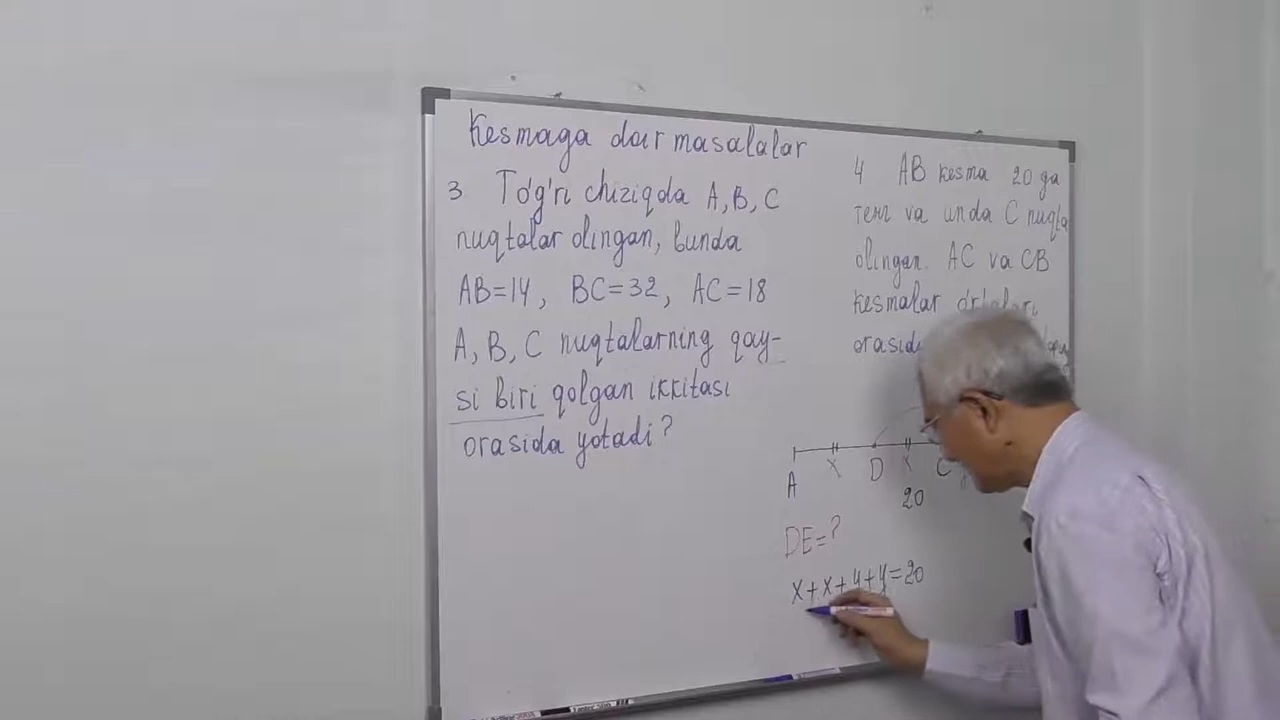 Kesmaga doir masalalar
3 To'g'ri chiziqda A, B, C
nuqtalar olingan, bunda
AB=14, BC=32, AC=18
A, B, C nuqtalarning qay-
si biri qolgan ikkitasi
orasida yotadi?
4 AB kesma 20 ga
тенг va unda C nuqta
olingan. AC va CB
kesmalar
A X D X C
20
DE=?
x+x+y+y=20